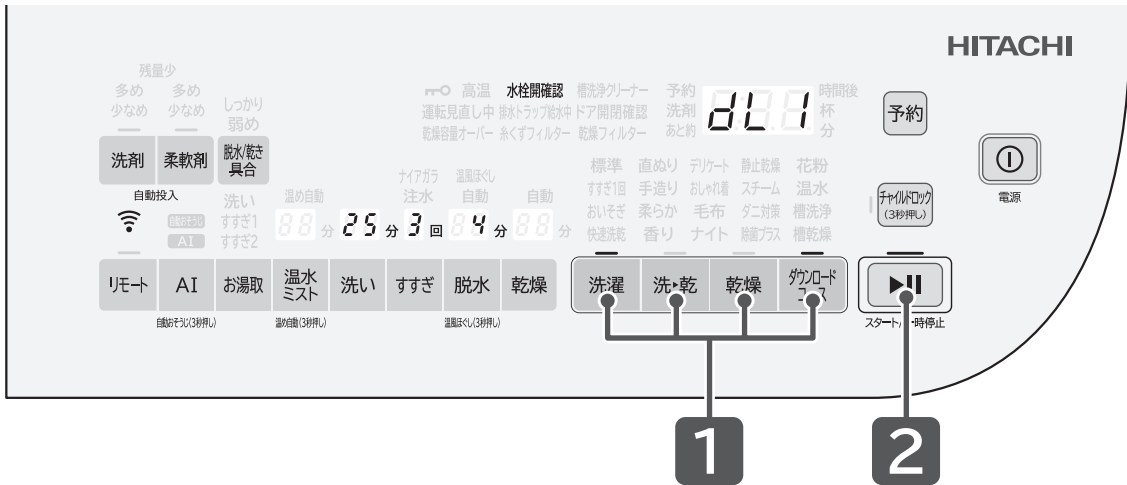 HITACHI
残量少
多め 多め
少なめ 少なめ しっかり
弱め
高温 水栓開確認 槽洗浄クリーナー 予約 時間後
運転見直し中 排水トラップ給水中 ドア開閉確認 洗剤 dL1 杯
乾燥容量オーバー 糸くずフィルター 乾燥フィルター あと約 分
予約
洗剤 柔軟剤 脱水/乾き具合
自動投入
電源
チャイルドロック
(3秒押し)
ナイアガラ 温風ほぐし
洗い 温め自動 注水 自動 自動
自動おそうじ すすぎ1
AI すすぎ2
88 分 25 分 3 回 4 分 88 分
標準 直ぬり デリケート 静止乾燥 花粉
すすぎ1回 手造り おしゃれ着 スチーム 温水
おいそぎ 柔らか 毛布 ダニ対策 槽洗浄
快速洗乾 香り ナイト 除菌プラス 槽乾燥
リモート AI お湯取 温水ミスト 洗い すすぎ 脱水 乾燥
洗濯 洗▸乾 乾燥 ダウンロード
コース
自動おそうじ(3秒押し) 温め自動(3秒押し) 温風ほぐし(3秒押し)
スタート/一時停止
1 2